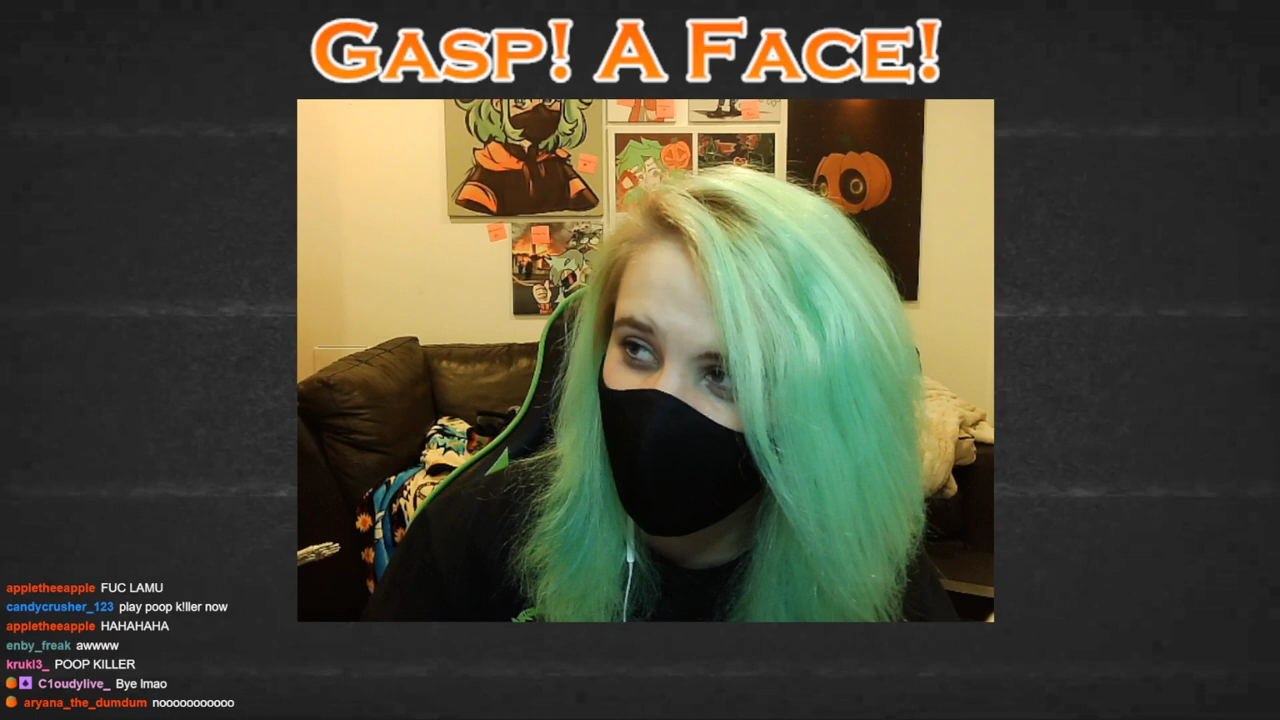 Gasp! A Face!
appletheeapple FUC LAMU
candycrusher_123 play poop k!ller now
appletheeapple HAHAHAHA
enby_freak awwww
krukl3_ POOP KILLER
C1oudylive_ Bye lmao
aryana_the_dumdum nooooooooooo